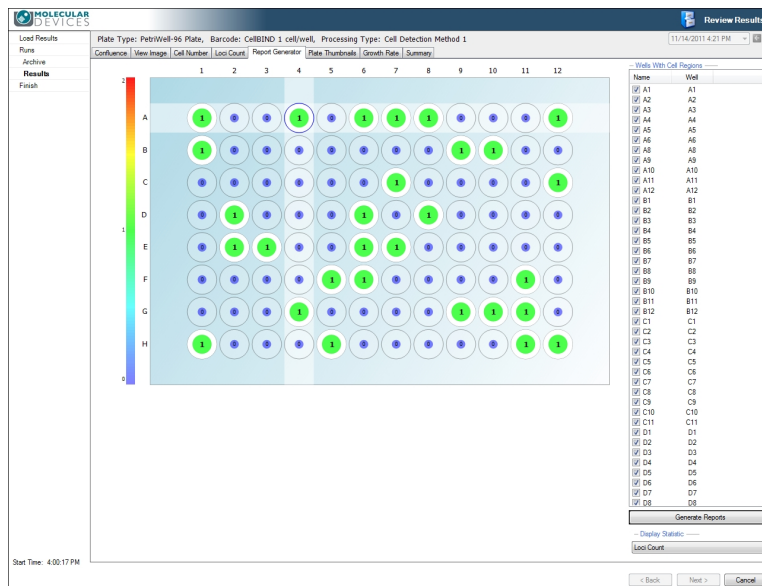 MOLECULAR
DEVICES
Review Results
Load Results
Runs
Archive
Results
Finish
Plate Type: PetriWell-96 Plate, Barcode: CellBIND 1 cell/well, Processing Type: Cell Detection Method 1
11/14/2011 4:21 PM
Confluence View Image Cell Number Loci Count Report Generator Plate Thumbnails Growth Rate Summary
1 2 3 4 5 6 7 8 9 10 11 12
2
A 1 0 0 1 0 1 1 1 0 0 0 1
B 1 0 0 0 0 0 0 0 1 1 0 0
C 0 0 0 0 0 0 1 0 0 0 0 1
D 0 1 0 0 0 1 0 1 0 0 0 0
1
E 0 1 1 0 0 1 1 0 0 0 0 0
F 0 0 0 0 1 1 0 0 0 0 1 0
G 0 0 0 1 0 0 0 0 1 1 1 0
H 1 0 0 0 1 0 0 0 0 0 1 1
0
Wells With Cell Regions
Name Well
A1 A1
A2 A2
A3 A3
A4 A4
A5 A5
A6 A6
A8 A8
A9 A9
A10 A10
A11 A11
A12 A12
B1 B1
B2 B2
B3 B3
B4 B4
B5 B5
B6 B6
B7 B7
B8 B8
B9 B9
B10 B10
B11 B11
B12 B12
C1 C1
C2 C2
C3 C3
C4 C4
C5 C5
C6 C6
C7 C7
C8 C8
C9 C9
C10 C10
C11 C11
D1 D1
D2 D2
D3 D3
D4 D4
D5 D5
D6 D6
D7 D7
D8 D8
Generate Reports
Display Statistic
Loci Count
Start Time: 4:00:17 PM
< Back Next > Cancel